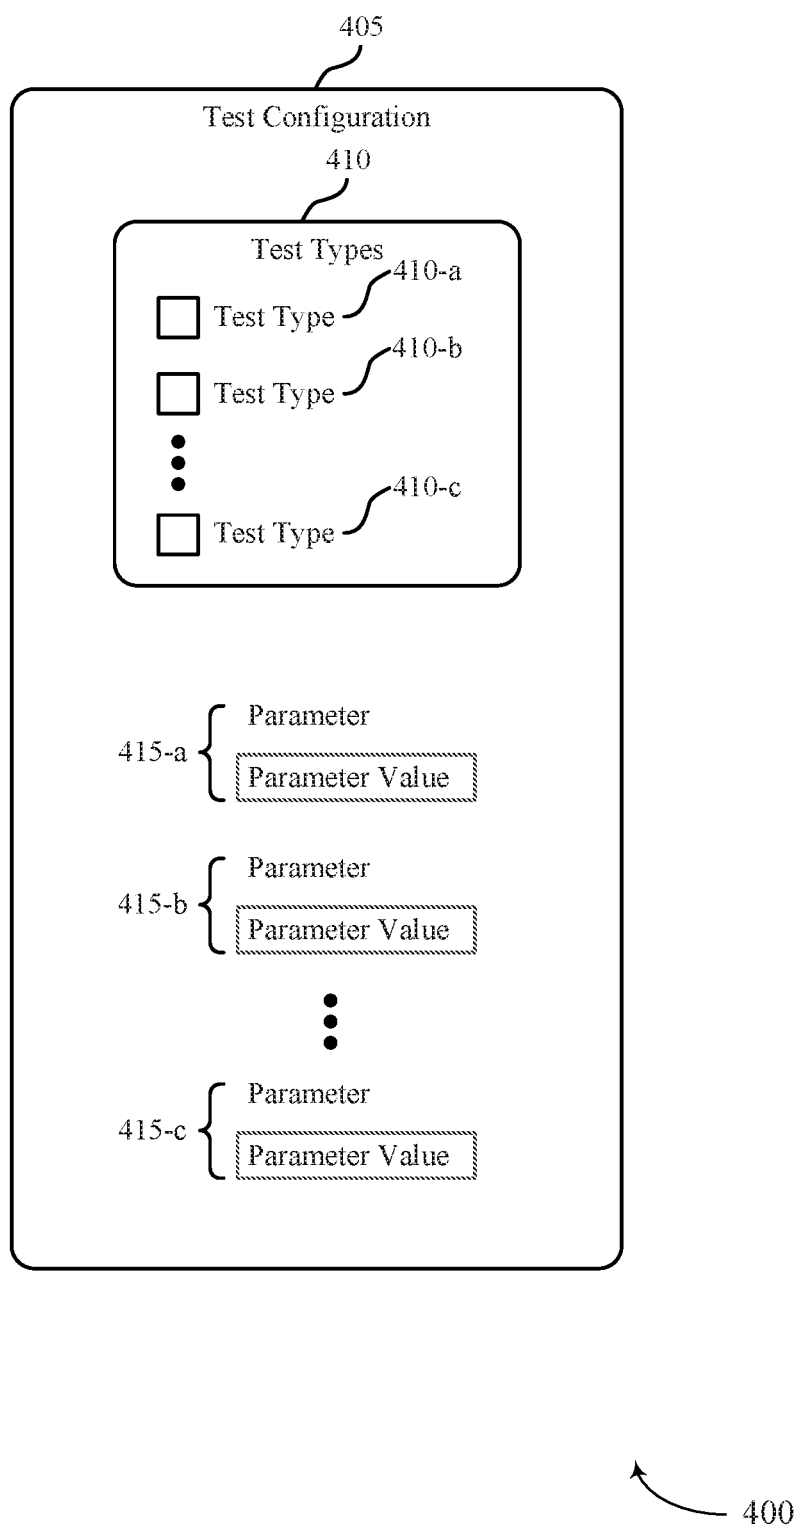 405
Test Configuration
410
Test Types
410-a
Test Type
410-b
Test Type
410-c
Test Type
Parameter
415-a
Parameter Value
Parameter
415-b
Parameter Value
Parameter
415-c
Parameter Value
400